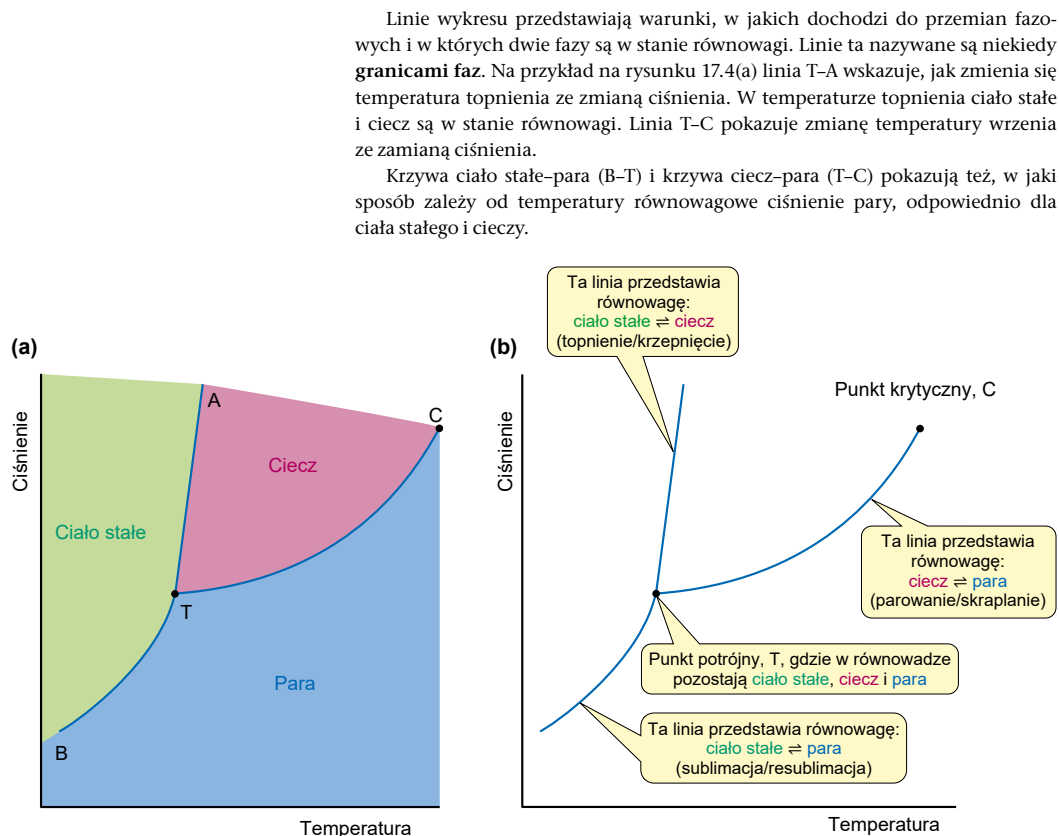 Linie wykresu przedstawiają warunki, w jakich dochodzi do przemian fazo-
wych i w których dwie fazy są w stanie równowagi. Linie ta nazywane są niekiedy
granicami faz. Na przykład na rysunku 17.4(a) linia T–A wskazuje, jak zmienia się
temperatura topnienia ze zmianą ciśnienia. W temperaturze topnienia ciało stałe
i ciecz są w stanie równowagi. Linia T–C pokazuje zmianę temperatury wrzenia
ze zamianą ciśnienia.
Krzywa ciało stałe–para (B–T) i krzywa ciecz–para (T–C) pokazują też, w jaki
sposób zależy od temperatury równowagowe ciśnienie pary, odpowiednio dla
ciała stałego i cieczy.
(a)
Ciśnienie
A
C
Ciecz
Ciało stałe
T
Para
B
Temperatura
(b)
Ta linia przedstawia
równowagę:
ciało stałe ⇌ ciecz
(topnienie/krzepnięcie)
Punkt krytyczny, C
Ciśnienie
Ta linia przedstawia
równowagę:
ciecz ⇌ para
(parowanie/skraplanie)
Punkt potrójny, T, gdzie w równowadze
pozostają ciało stałe, ciecz i para
Ta linia przedstawia równowagę:
ciało stałe ⇌ para
(sublimacja/resublimacja)
Temperatura